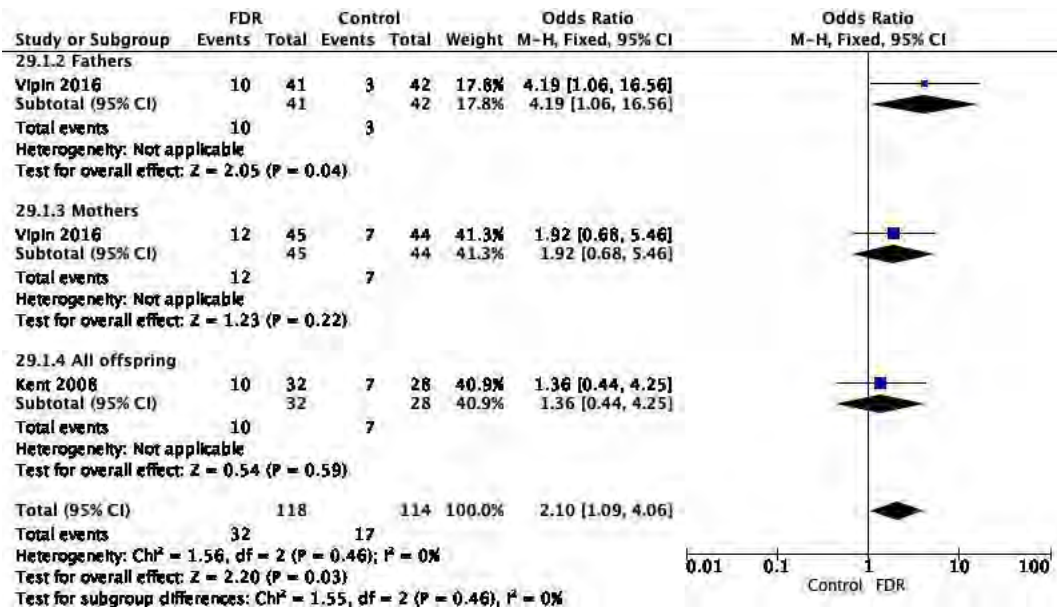 FDR Control Odds Ratio Odds Ratio
Study or Subgroup Events Total Events Total Weight M-H, Fixed, 95% CI M-H, Fixed, 95% CI
29.1.2 Fathers
Vipin 2016 10 41 3 42 17.8% 4.19 [1.06, 16.56]
Subtotal (95% CI) 41 42 17.8% 4.19 [1.06, 16.56]
Total events 10 3
Heterogeneity: Not applicable
Test for overall effect: Z = 2.05 (P = 0.04)
29.1.3 Mothers
Vipin 2016 12 45 7 44 41.3% 1.92 [0.68, 5.46]
Subtotal (95% CI) 45 44 41.3% 1.92 [0.68, 5.46]
Total events 12 7
Heterogeneity: Not applicable
Test for overall effect: Z = 1.23 (P = 0.22)
29.1.4 All offspring
Kent 2008 10 32 7 28 40.9% 1.36 [0.44, 4.25]
Subtotal (95% CI) 32 28 40.9% 1.36 [0.44, 4.25]
Total events 10 7
Heterogeneity: Not applicable
Test for overall effect: Z = 0.54 (P = 0.59)
Total (95% CI) 118 114 100.0% 2.10 [1.09, 4.06]
Total events 32 17
Heterogeneity: Chi² = 1.56, df = 2 (P = 0.46); I² = 0%
Test for overall effect: Z = 2.20 (P = 0.03)
Test for subgroup differences: Chi² = 1.55, df = 2 (P = 0.46), I² = 0%
0.01 0.1 1 10 100
Control FDR